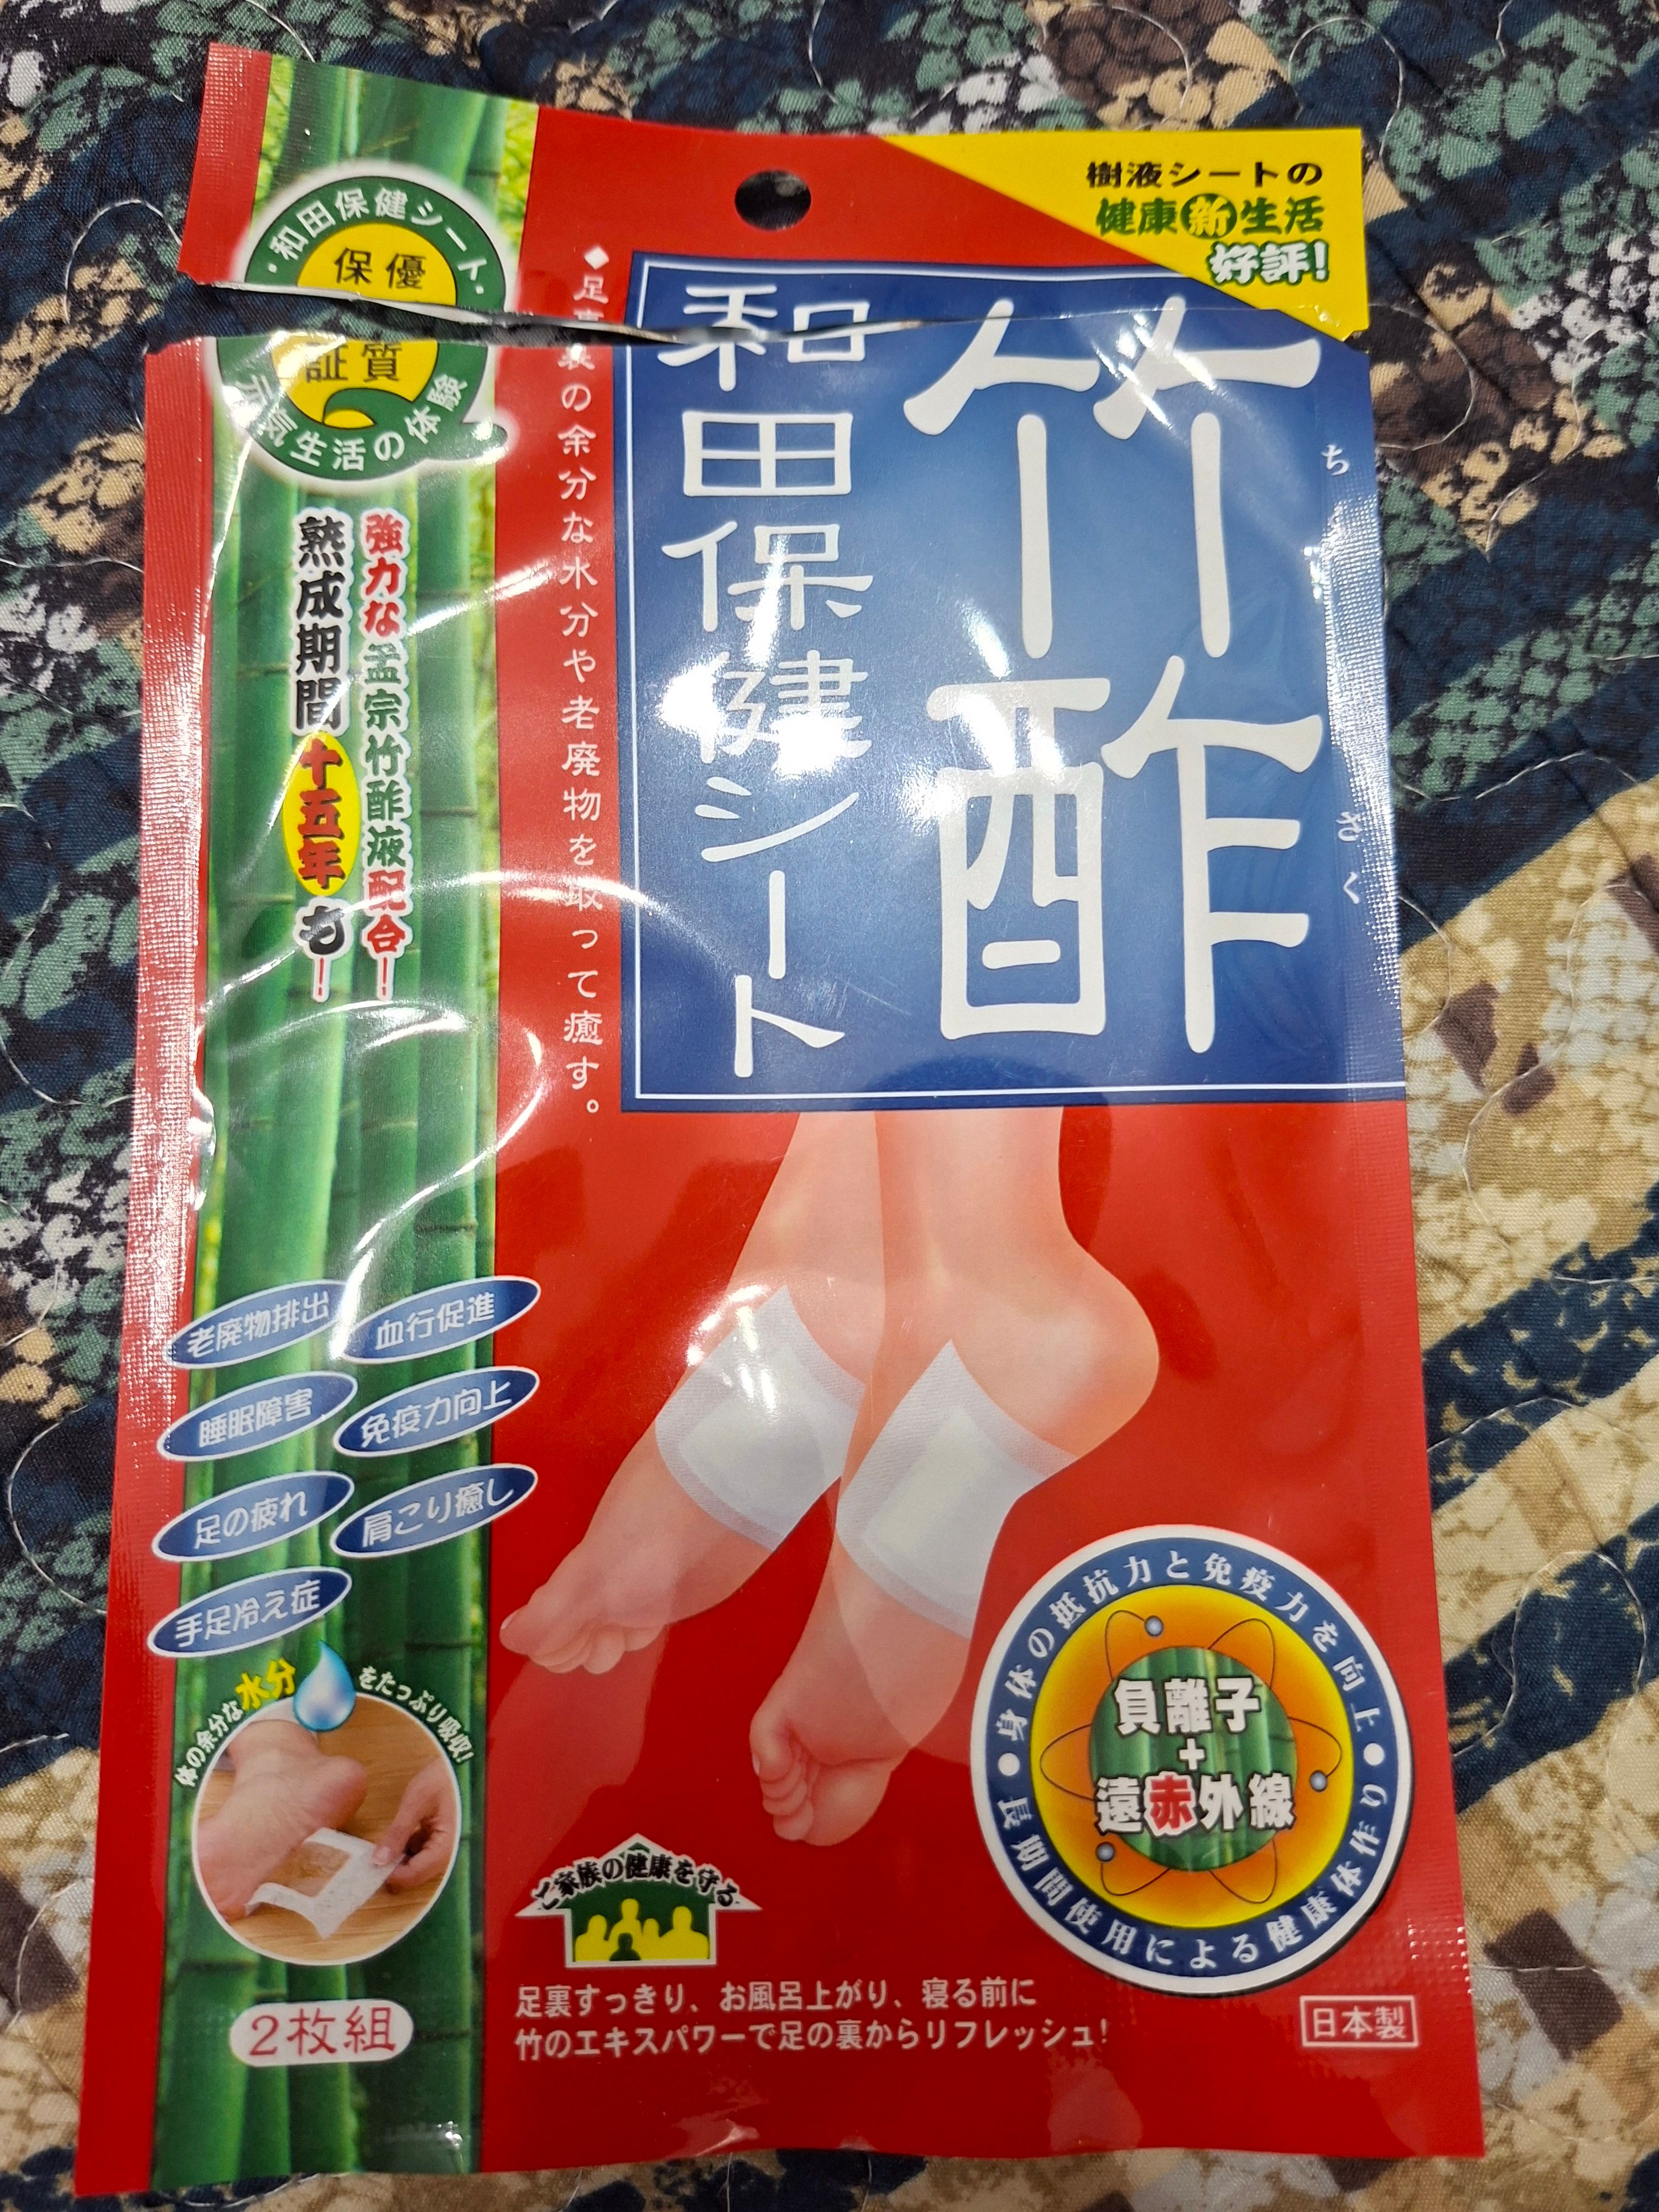 樹液シートの
健康新生活
好評!
・和田保健シート・
保優
証質
元気生活の体験
竹酢
ちさく
和田保健シート
◆足裏の余分な水分や老廃物を取って癒す。
強力な孟宗竹酢液配合!
熟成期間十五年も!
老廃物排出
血行促進
睡眠障害
免疫力向上
足の疲れ
肩こり癒し
手足冷え症
体の余分な水分をたっぷり吸収!
2枚組
ご家族の健康を守る
足裏すっきり、お風呂上がり、寝る前に
竹のエキスパワーで足の裏からリフレッシュ!
●身体の抵抗力と免疫力を向上●
長期間使用による健康体作り
負離子
+
遠赤外線
日本製